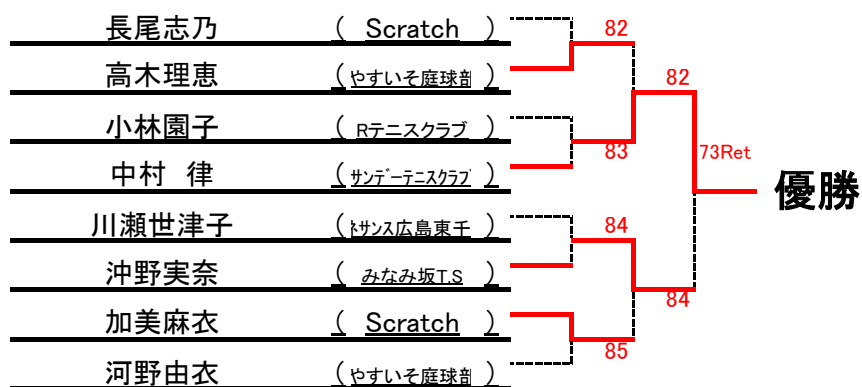 長尾志乃 ( Scratch ) 82
高木理恵 (やすいそ庭球部) 82
小林園子 ( Rテニスクラブ ) 83 73Ret
中村 律 ( サンデーテニスクラブ ) 優勝
川瀬世津子 (ネサンス広島東千) 84
沖野実奈 ( みなみ坂T.S ) 84
加美麻衣 ( Scratch ) 85
河野由衣 (やすいそ庭球部)